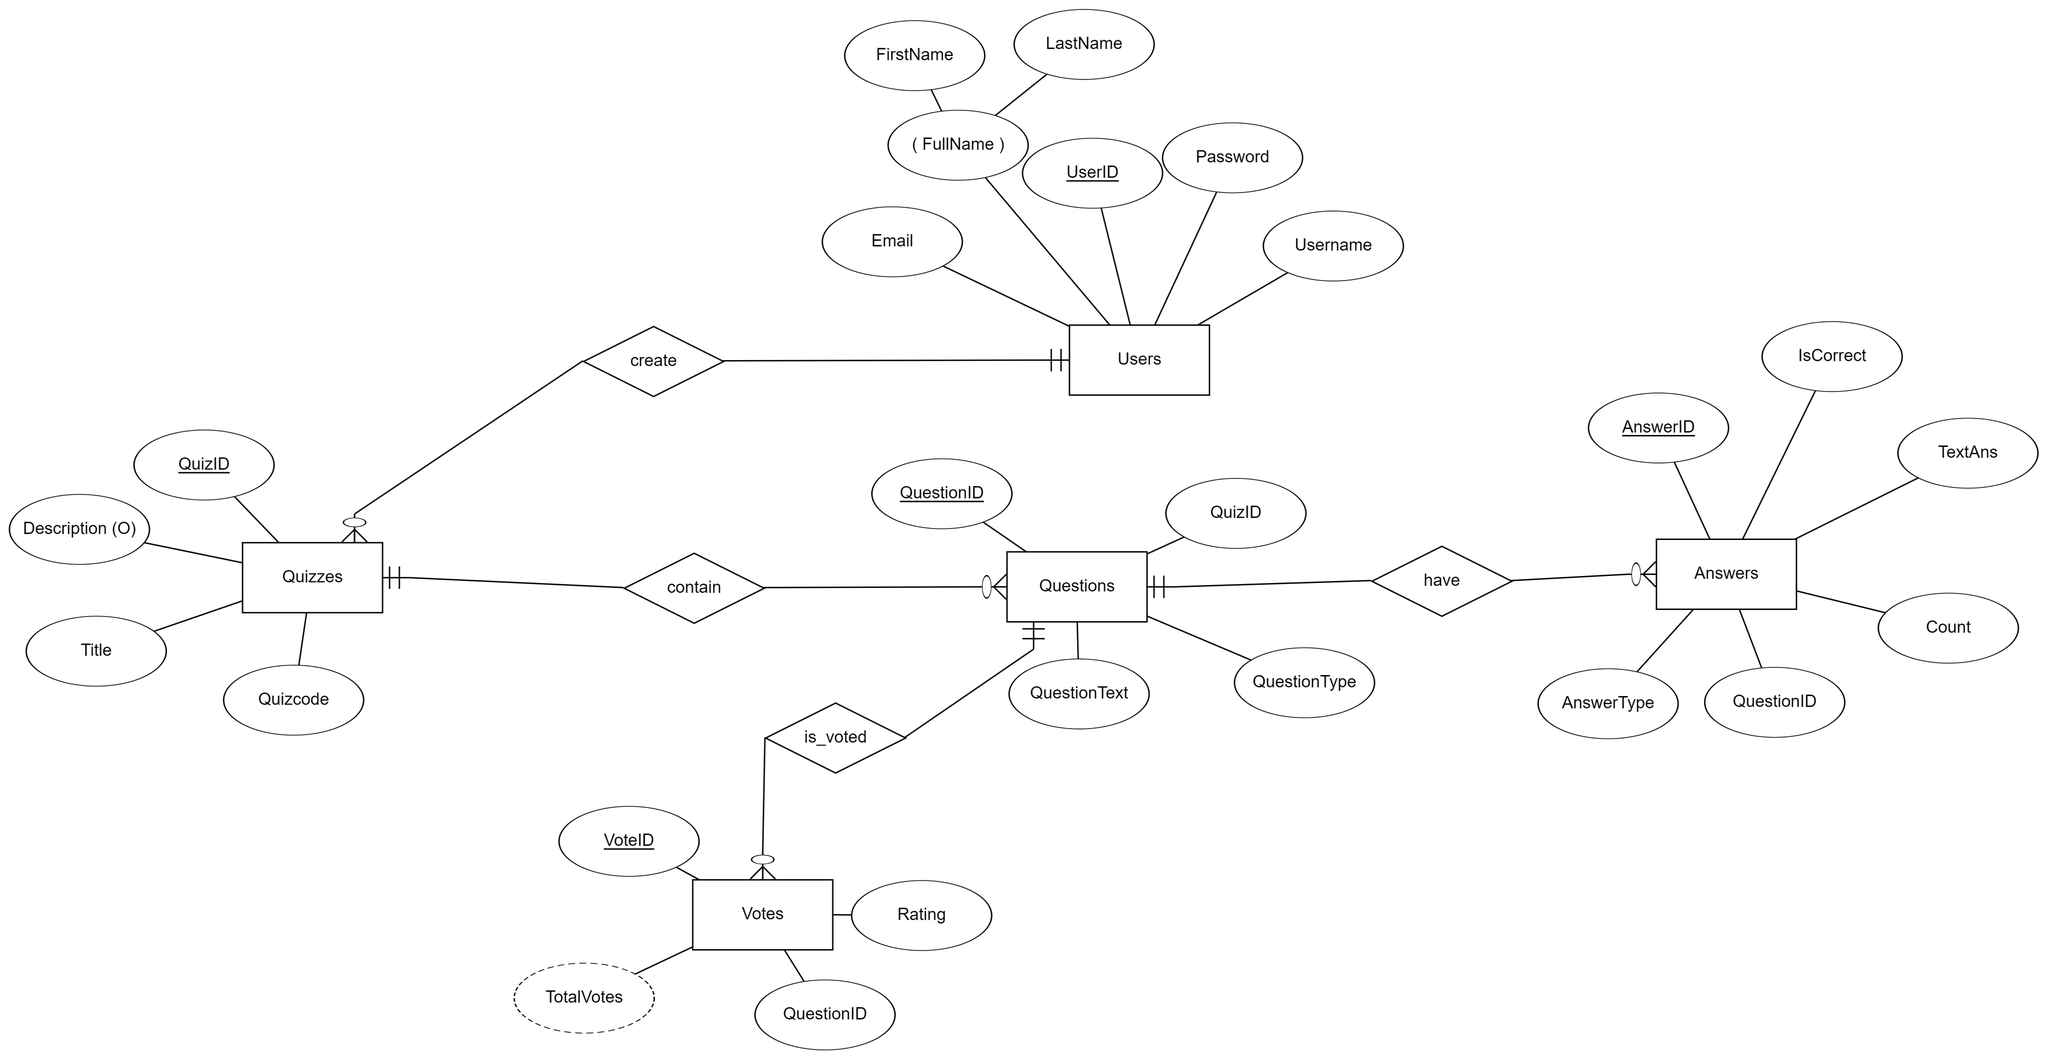 FirstName
LastName
( FullName )
UserID
Password
Email
Username
create
Users
IsCorrect
AnswerID
TextAns
QuizID
QuestionID
QuizID
Description (O)
Quizzes
contain
Questions
have
Answers
Title
Quizcode
QuestionText
QuestionType
Count
AnswerType
QuestionID
is_voted
VoteID
Votes
Rating
TotalVotes
QuestionID